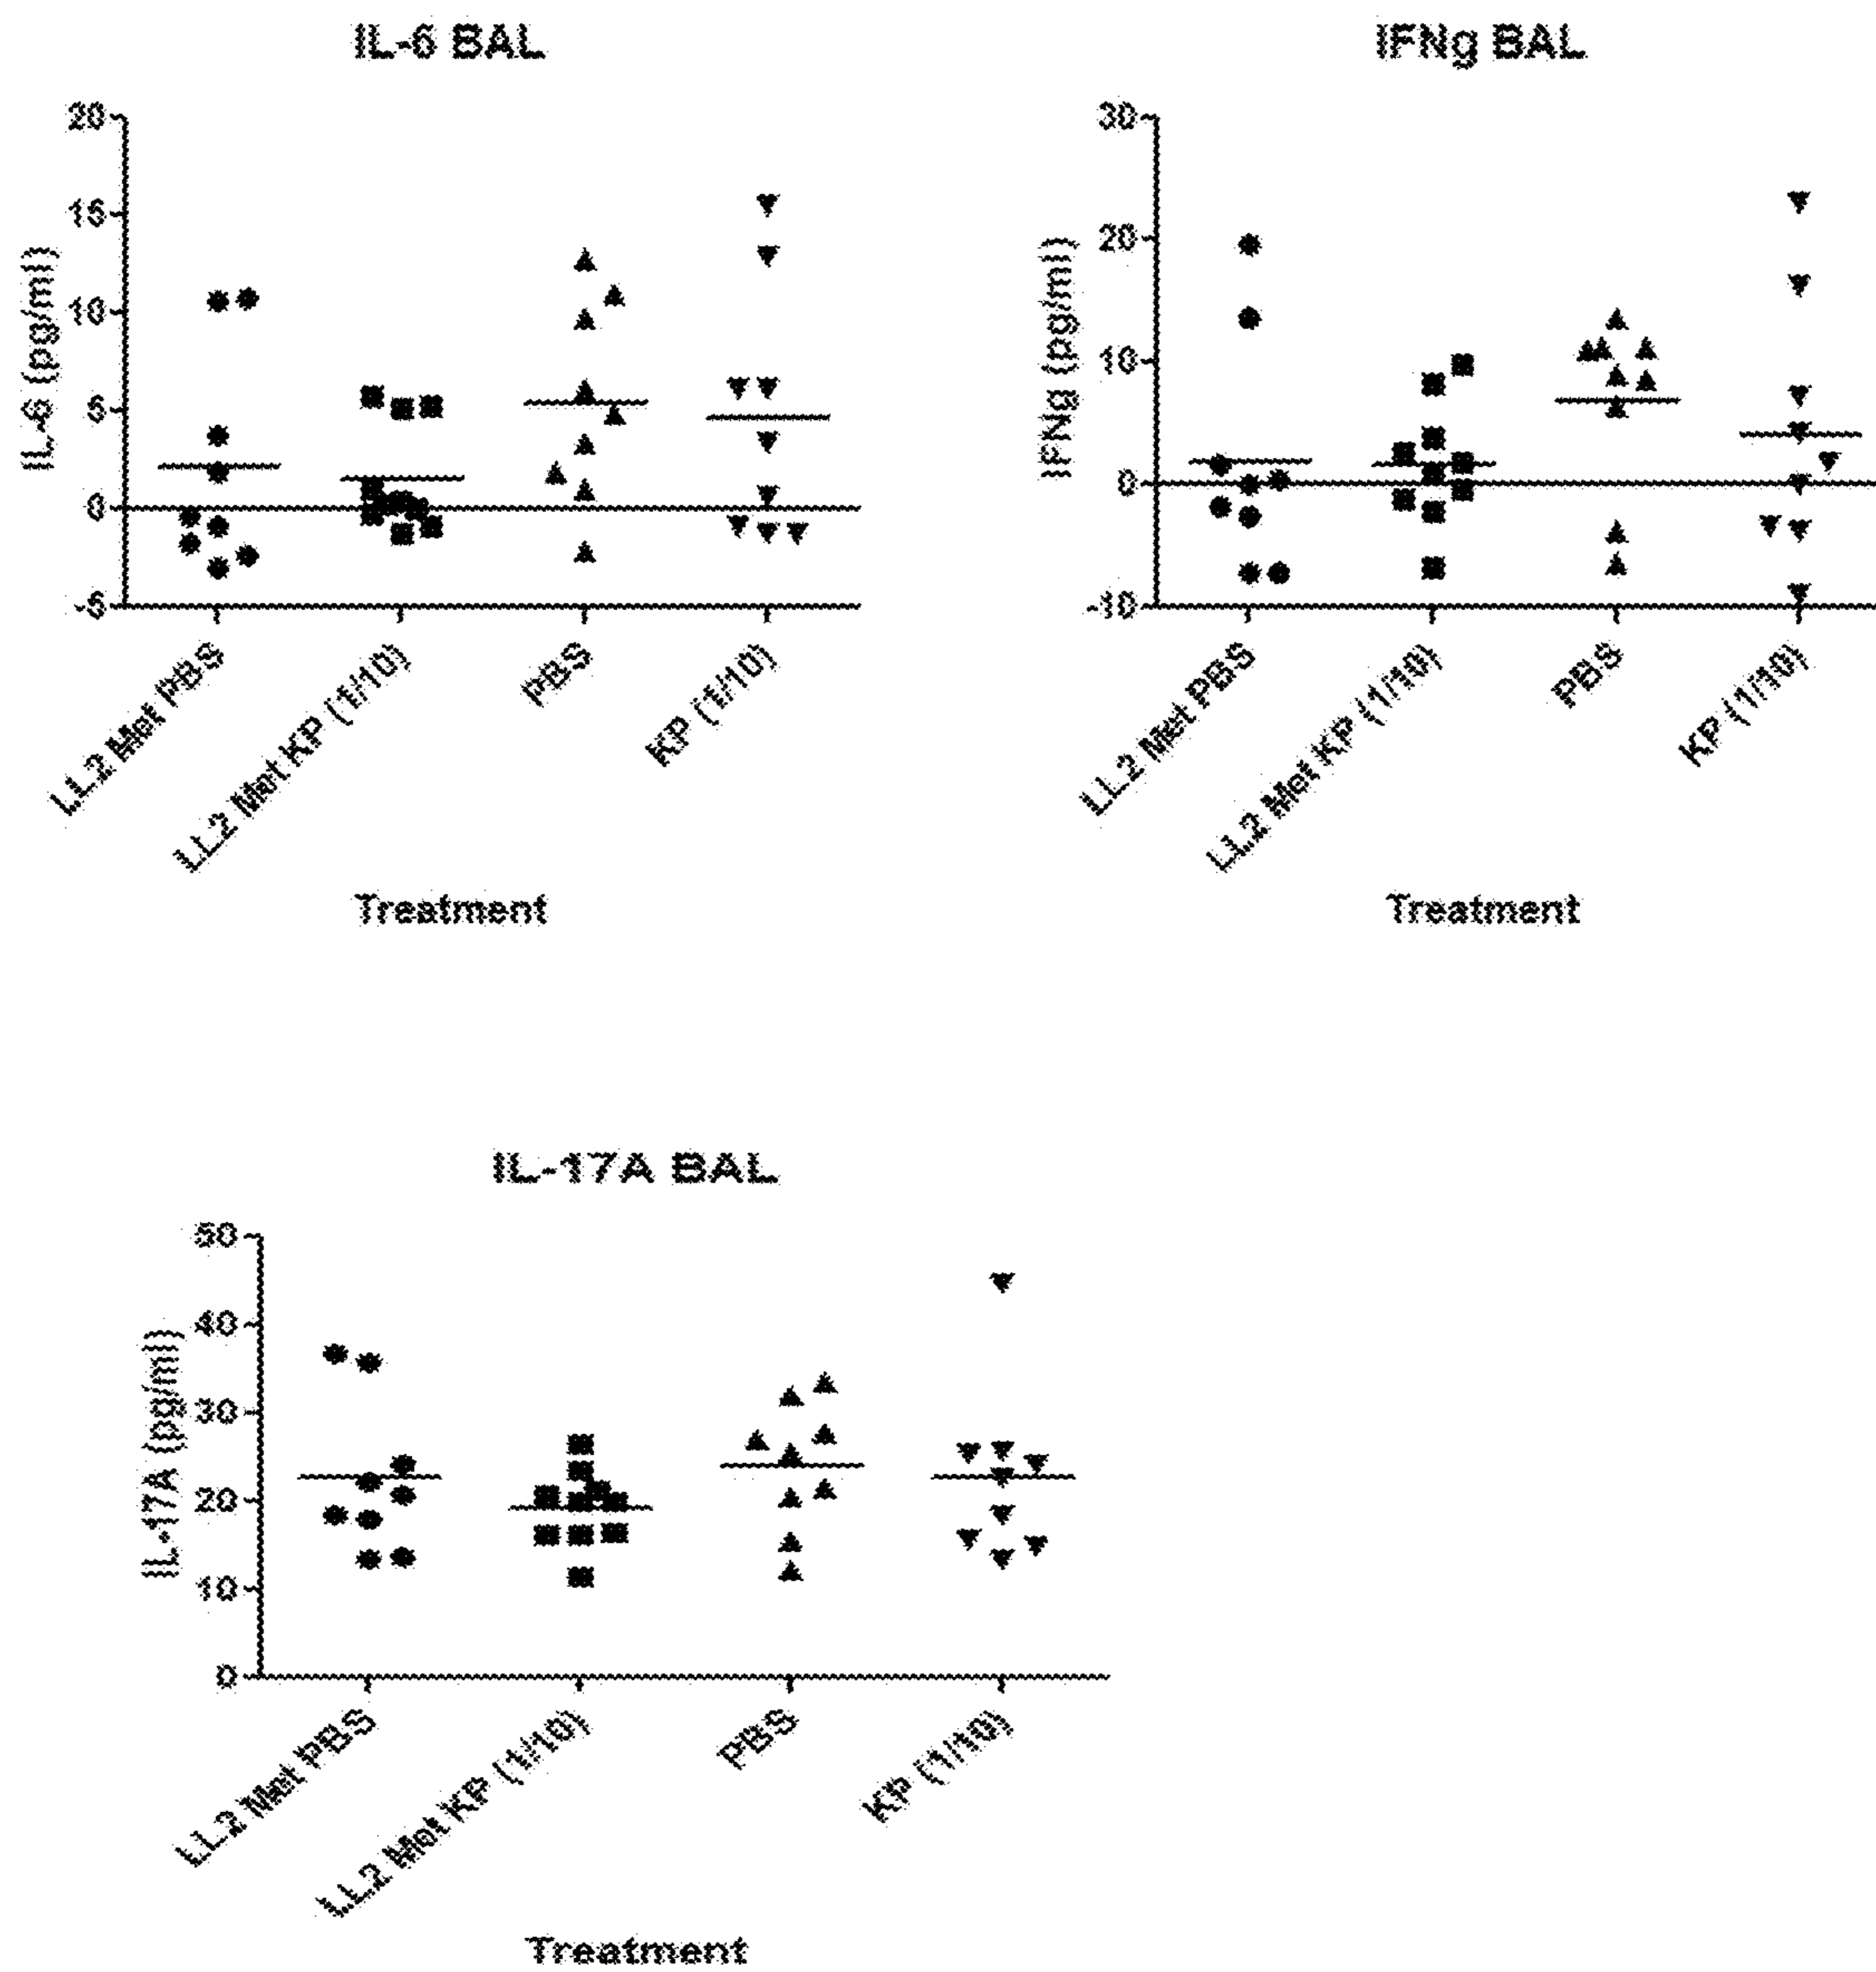 IL-6 BAL
IL-6 (pg/ml)
20
15
10
5
0
-5
LL2 Met PBS
LL2 Met KP (1/10)
PBS
KP (1/10)
Treatment
IFNg BAL
IFNg (pg/ml)
30
20
10
0
-10
LL2 Met PBS
LL2 Met KP (1/10)
PBS
KP (1/10)
Treatment
IL-17A BAL
IL-17A (pg/ml)
50
40
30
20
10
0
LL2 Met PBS
LL2 Met KP (1/10)
PBS
KP (1/10)
Treatment